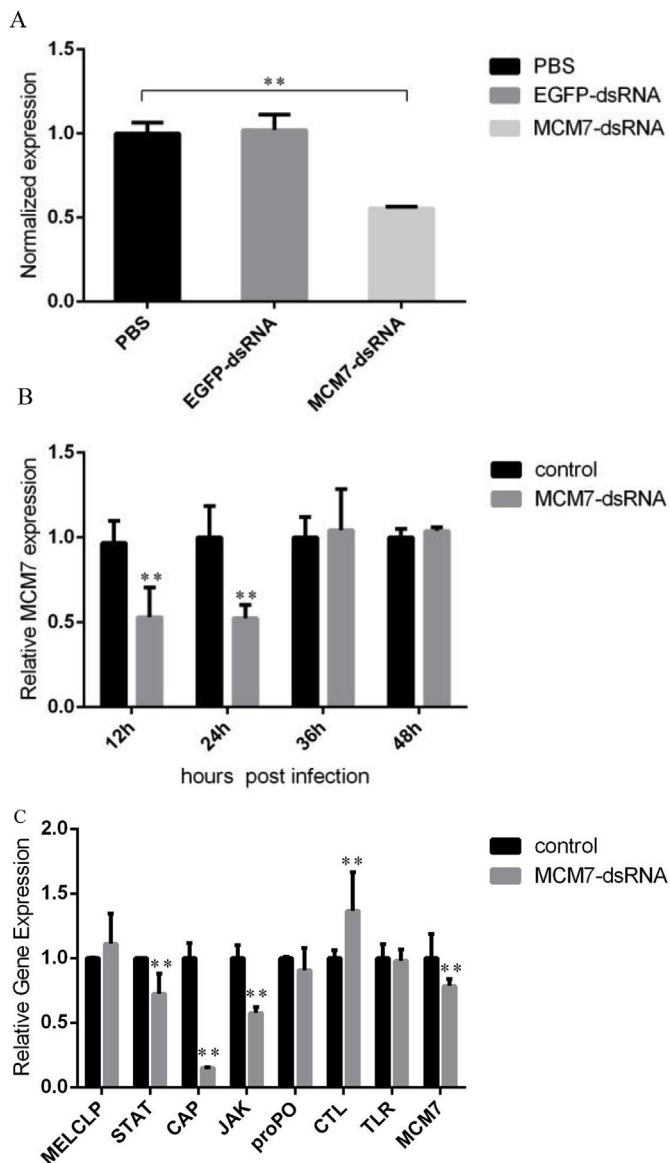 A
Normalized expression
1.5
1.0
0.5
0.0
**
PBS
EGFP-dsRNA
MCM7-dsRNA
PBS
EGFP-dsRNA
MCM7-dsRNA
B
Relative MCM7 expression
1.5
1.0
0.5
0.0
**
**
control
MCM7-dsRNA
12h
24h
36h
48h
hours post infection
C
Relative Gene Expression
2.0
1.5
1.0
0.5
0.0
**
**
**
**
**
control
MCM7-dsRNA
MELCLP
STAT
CAP
JAK
proPO
CTL
TLR
MCM7